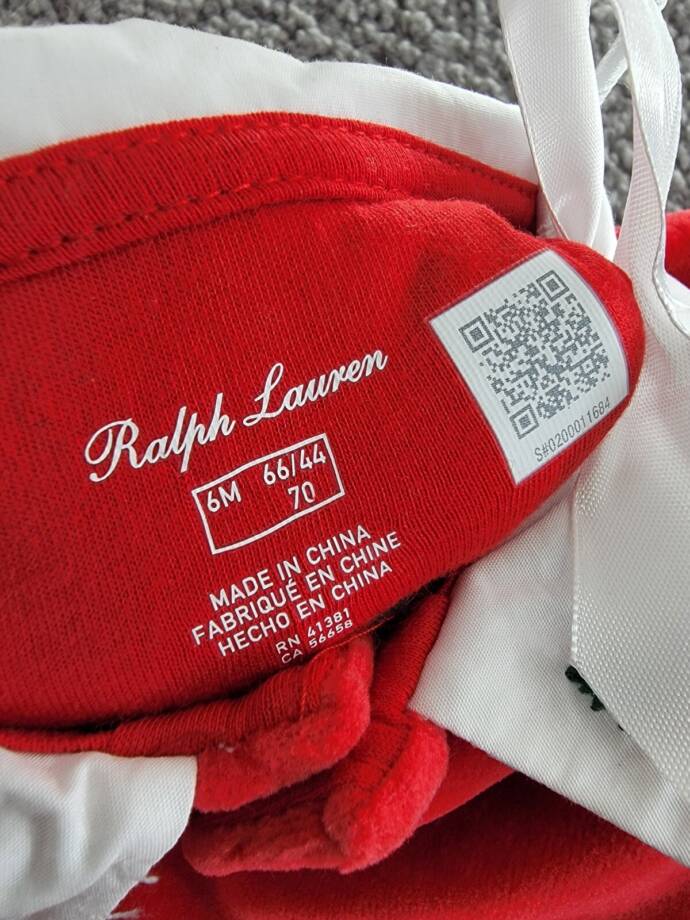 Ralph Lauren
6M 66/44
70
MADE IN CHINA
FABRIQUÉ EN CHINE
HECHO EN CHINA
RN 41381
CA 56658
S#0200011684